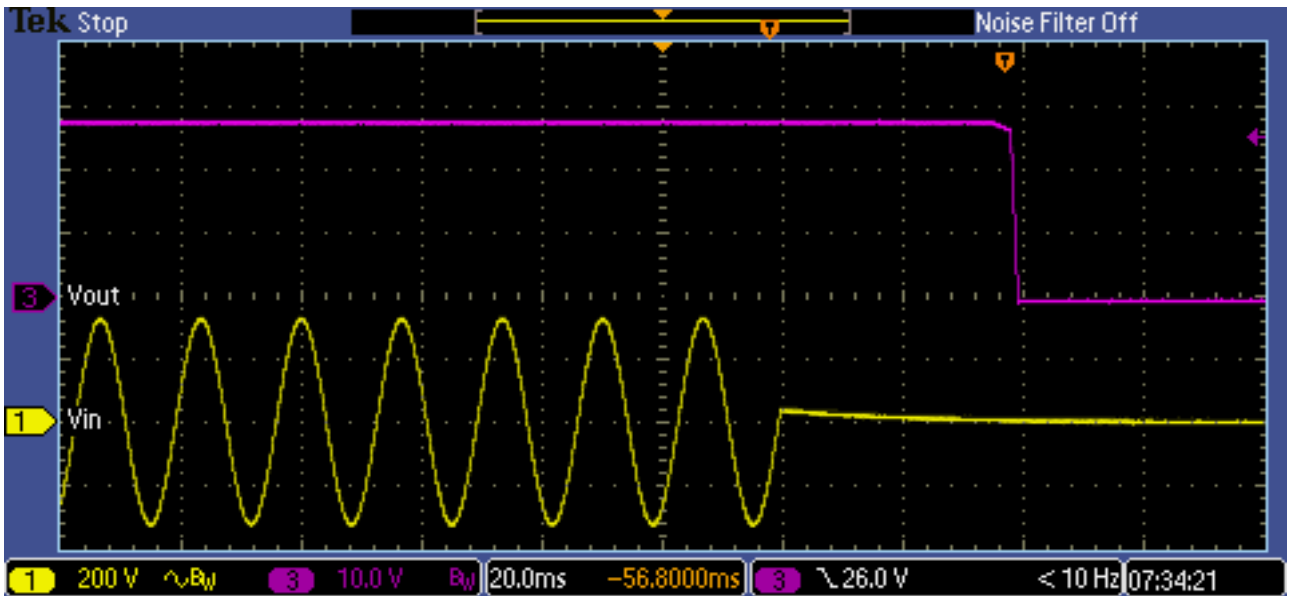 Tek Stop Noise Filter Off
T
T
3 Vout
1 Vin
1 200 V BW 3 10.0 V BW 20.0ms -56.8000ms 3 26.0 V < 10 Hz 07:34:21